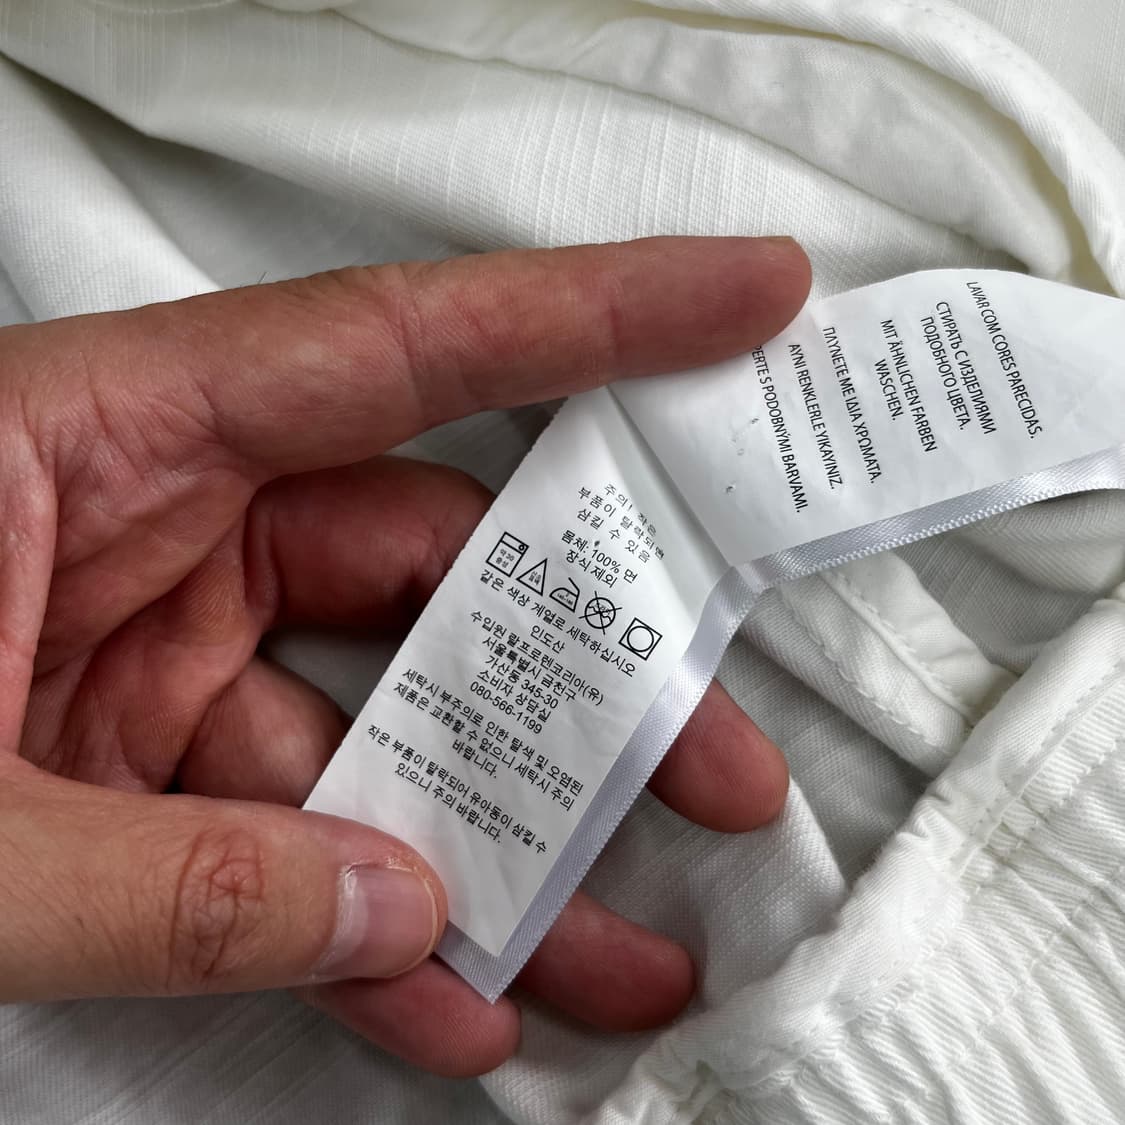 LAVAR COM CORES PARECIDAS.
СТИРАТЬ С ИЗДЕЛИЯМИ
ПОДОБНОГО ЦВЕТА.
MIT ÄHNLICHEN FARBEN
WASCHEN.
ΠΛΥΝΕΤΕ ΜΕ ΙΔΙΑ ΧΡΩΜΑΤΑ.
AYNI RENKLERLE YIKAYINIZ.
PERTE S PODOBNÝMI BARVAMI.
주의! 작은
부품이 탈락되면
삼킬 수 있음
몸체: 100% 면
장식 제외
약 30
중성
같은 색상 계열로 세탁하십시오
인도산
수입원 랄프로렌코리아(유)
서울특별시 금천구
가산동 345-30
소비자 상담실
080-566-1199
세탁시 부주의로 인한 탈색 및 오염된
제품은 교환할 수 없으니 세탁시 주의
바랍니다.
작은 부품이 탈락되어 유아동이 삼킬 수
있으니 주의 바랍니다.